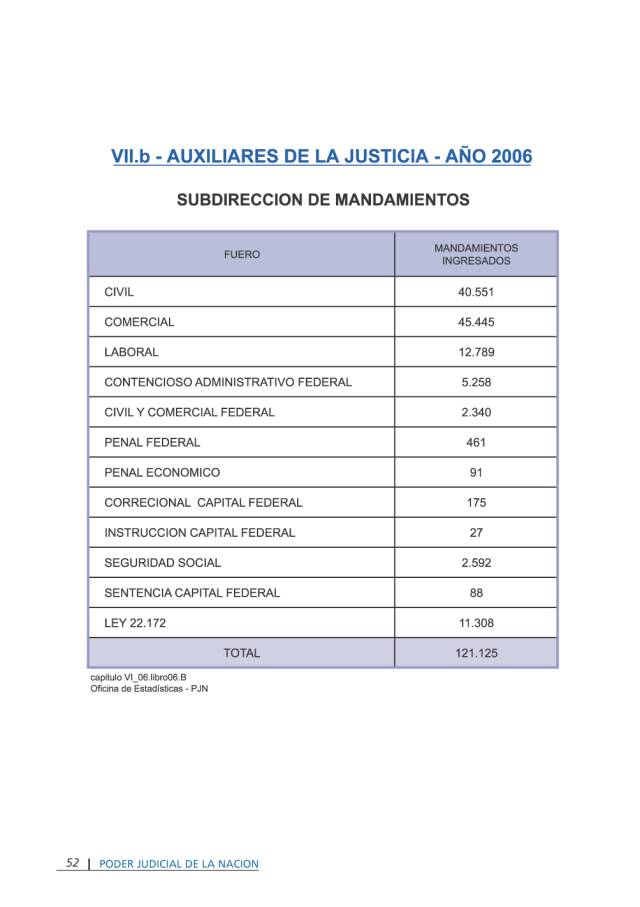 VII.b - AUXILIARES DE LA JUSTICIA - AÑO 2006
SUBDIRECCION DE MANDAMIENTOS
FUERO MANDAMIENTOS INGRESADOS
CIVIL 40.551
COMERCIAL 45.445
LABORAL 12.789
CONTENCIOSO ADMINISTRATIVO FEDERAL 5.258
CIVIL Y COMERCIAL FEDERAL 2.340
PENAL FEDERAL 461
PENAL ECONOMICO 91
CORRECIONAL CAPITAL FEDERAL 175
INSTRUCCION CAPITAL FEDERAL 27
SEGURIDAD SOCIAL 2.592
SENTENCIA CAPITAL FEDERAL 88
LEY 22.172 11.308
TOTAL 121.125
capitulo VI_06.libro06.B
Oficina de Estadísticas - PJN
52 | PODER JUDICIAL DE LA NACION